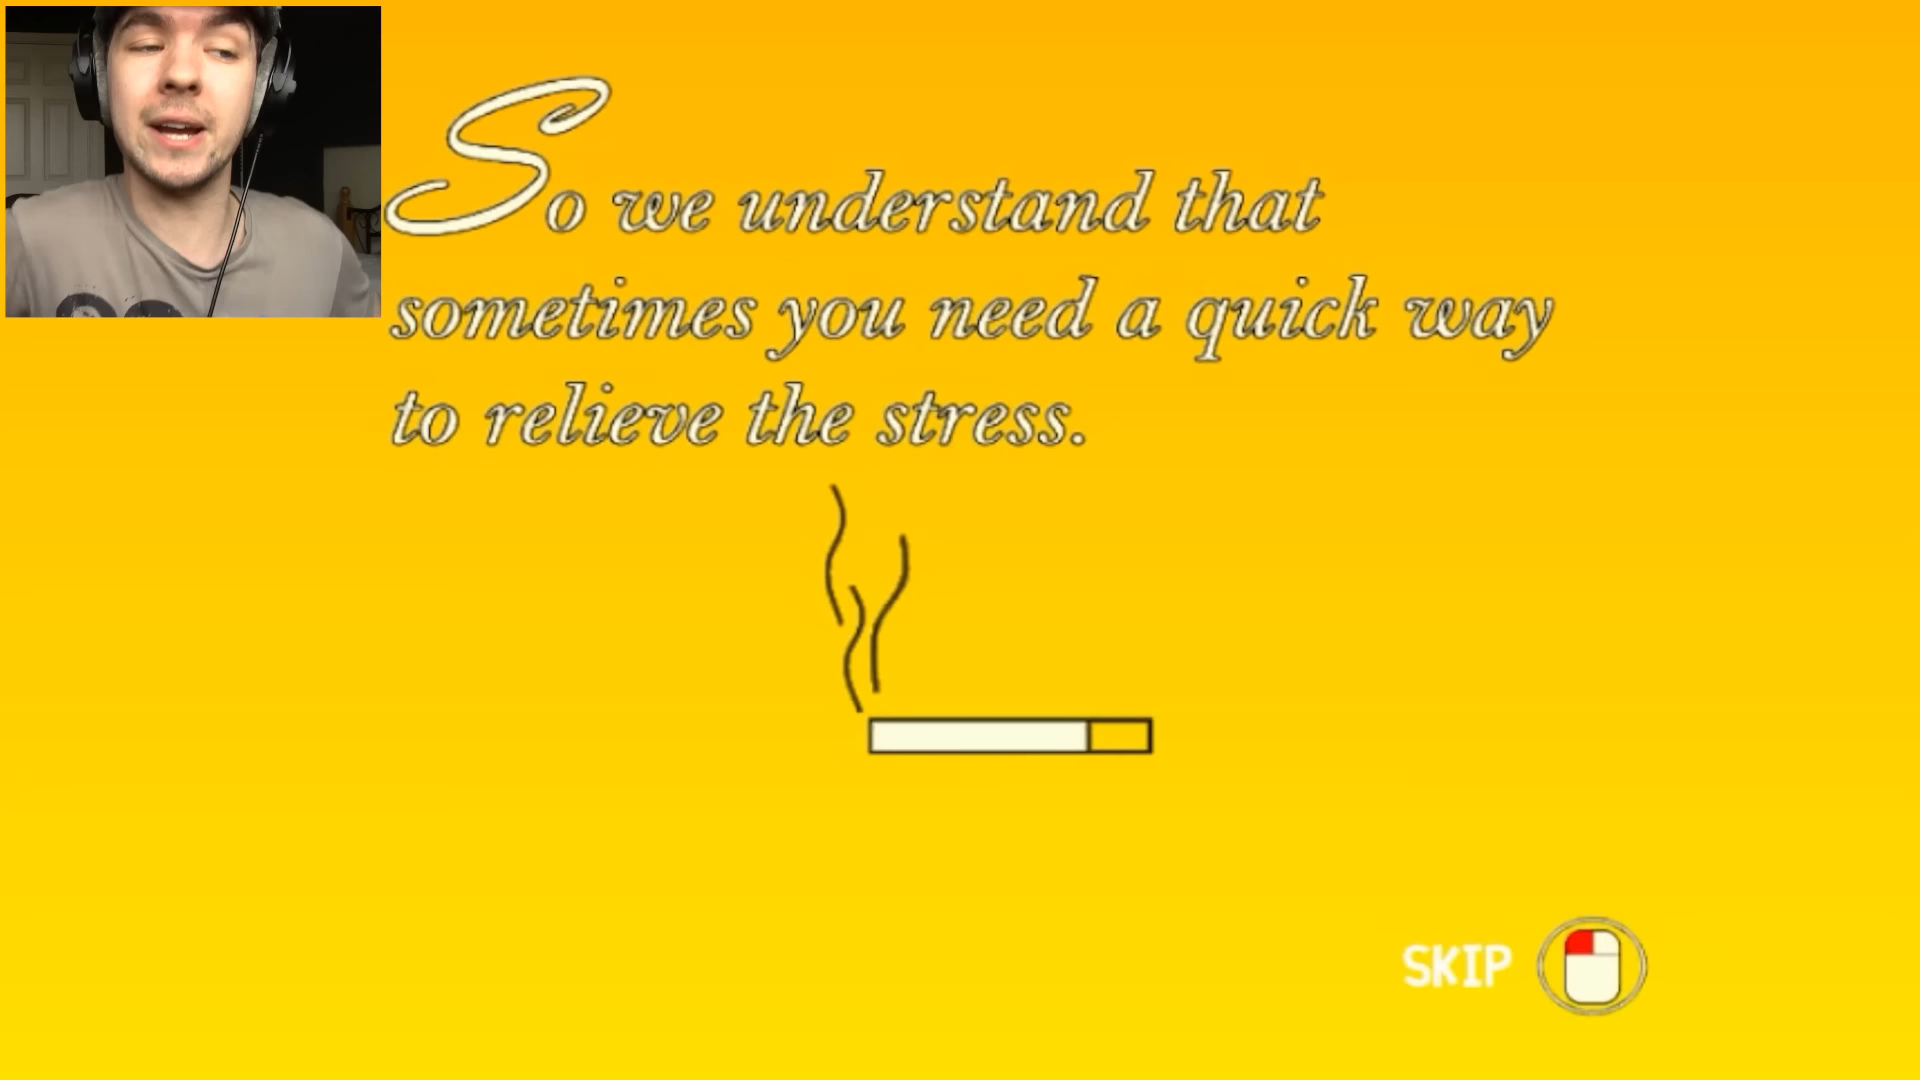 So we understand that
sometimes you need a quick way
to relieve the stress.
SKIP